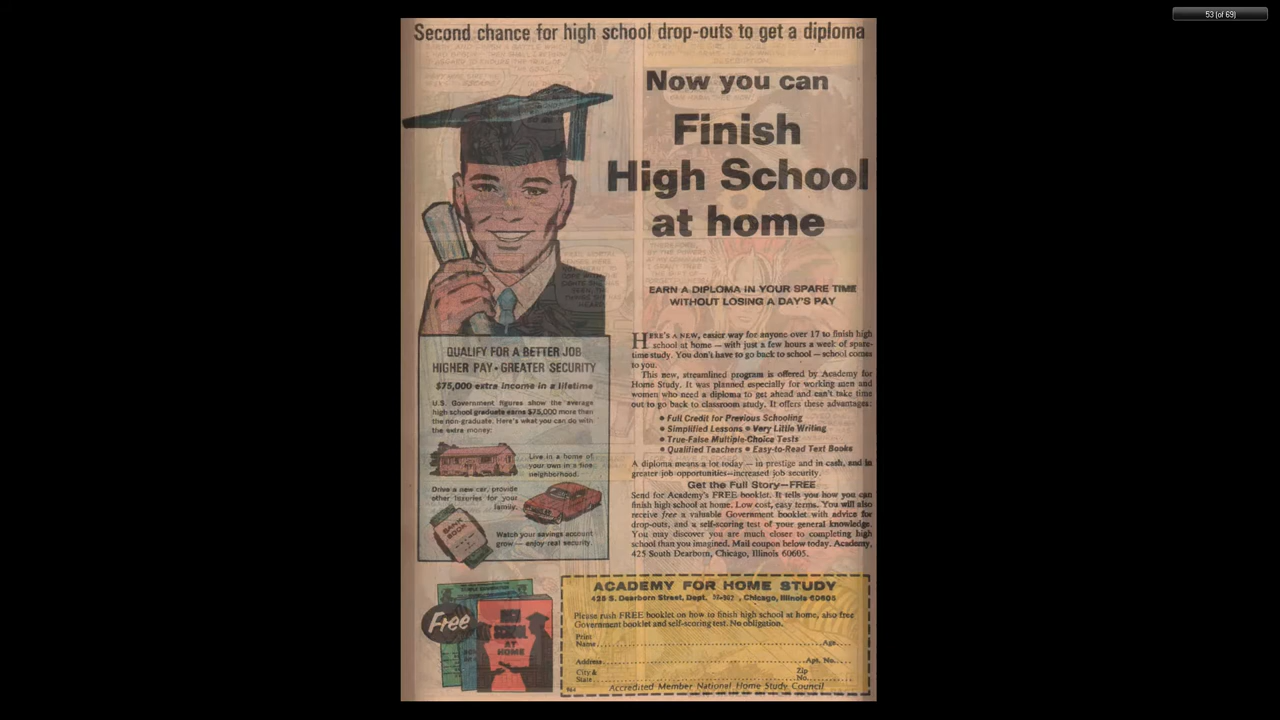 53 (of 69)
Second chance for high school drop-outs to get a diploma
Now you can
Finish
High School
at home
EARN A DIPLOMA IN YOUR SPARE TIME
WITHOUT LOSING A DAY'S PAY
HERE'S A NEW, easier way for anyone over 17 to finish high
school at home — with just a few hours a week of spare-
time study. You don't have to go back to school — school comes
to you.
This new, streamlined program is offered by Academy for
Home Study. It was planned especially for working men and
women who need a diploma to get ahead and can't take time
out to go back to classroom study. It offers these advantages:
• Full Credit for Previous Schooling
• Simplified Lessons • Very Little Writing
• True-False Multiple-Choice Tests
• Qualified Teachers • Easy-to-Read Text Books
A diploma means a lot today — in prestige and in cash, and in
greater job opportunities—increased job security.
Get the Full Story—FREE
Send for Academy's FREE booklet. It tells you how you can
finish high school at home. Low cost, easy terms. You will also
receive free a valuable Government booklet with advice for
drop-outs, and a self-scoring test of your general knowledge.
You may discover you are much closer to completing high
school than you imagined. Mail coupon below today. Academy,
425 South Dearborn, Chicago, Illinois 60605.
QUALIFY FOR A BETTER JOB
HIGHER PAY • GREATER SECURITY
$75,000 extra income in a lifetime
U.S. Government figures show the average
high school graduate earns $75,000 more than
the non-graduate. Here's what you can do with
the extra money:
Live in a home of
your own in a fine
neighborhood.
Drive a new car, provide
other luxuries for your
family.
BANK
BOOK
Watch your savings account
grow — enjoy real security.
Free
AT
HOME
ACADEMY FOR HOME STUDY
425 S. Dearborn Street, Dept. , Chicago, Illinois 60605
Please rush FREE booklet on how to finish high school at home, also free
Government booklet and self-scoring test. No obligation.
Print
Name Age
Address Apt. No.
City & Zip
State No.
Accredited Member National Home Study Council